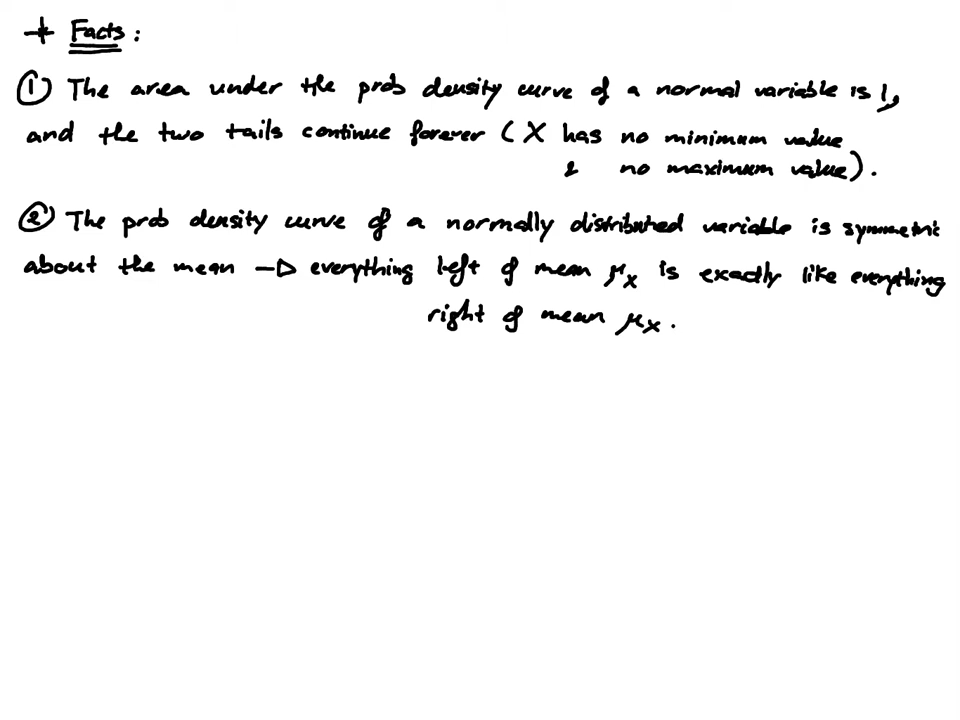 + Facts :
① The area under the prob density curve of a normal variable is 1,
and the two tails continue forever ( X has no minimum value
& no maximum value ) .
② The prob density curve of a normally distributed variable is symmetric
about the mean → everything left of mean μₓ is exactly like everything
right of mean μₓ .